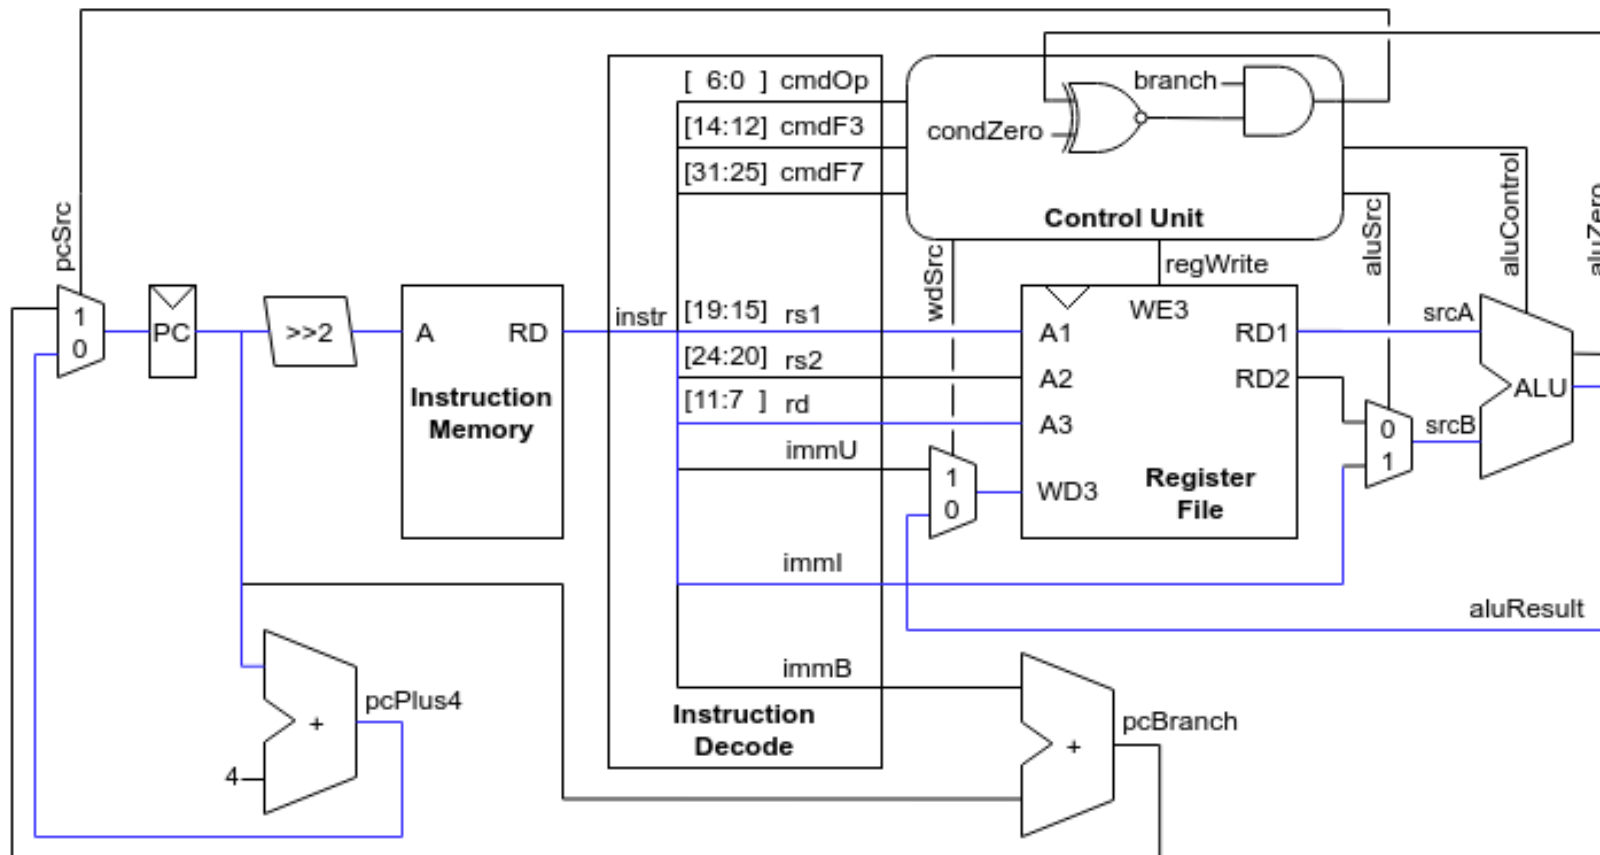 [ 6:0 ] cmdOp
branch
[14:12] cmdF3
condZero
[31:25] cmdF7
pcSrc
Control Unit
aluSrc
aluControl
aluZero
wdSrc
regWrite
1
0
PC
>>2
A
RD
Instruction
Memory
instr
[19:15] rs1
[24:20] rs2
[11:7 ] rd
immU
1
0
WE3
A1
RD1
A2
RD2
A3
WD3
Register
File
srcA
srcB
0
1
ALU
immI
aluResult
immB
pcPlus4
+
4
Instruction
Decode
pcBranch
+